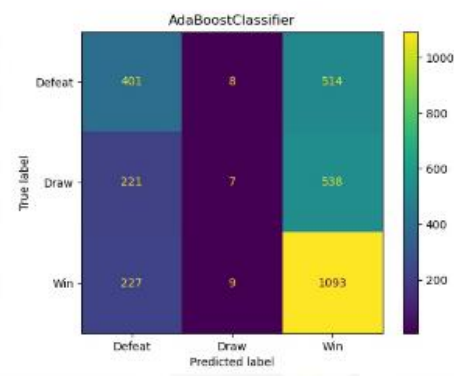 AdaBoostClassifier
Defeat 401 8 514
Draw 221 7 538
Win 227 9 1093
Defeat Draw Win
Predicted label
True label
1000
800
600
400
200